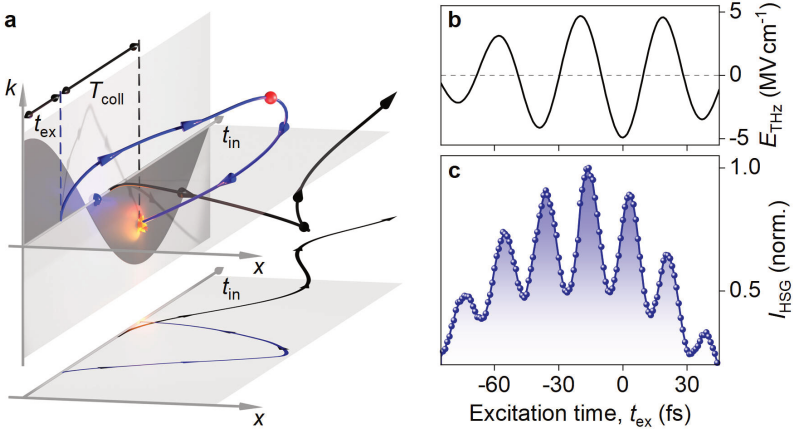 a
k
T_coll
t_ex
t_in
x
t_in
x
b
5
0
-5
E_THz (MV cm⁻¹)
c
1.0
0.5
I_HSG (norm.)
-60 -30 0 30
Excitation time, t_ex (fs)